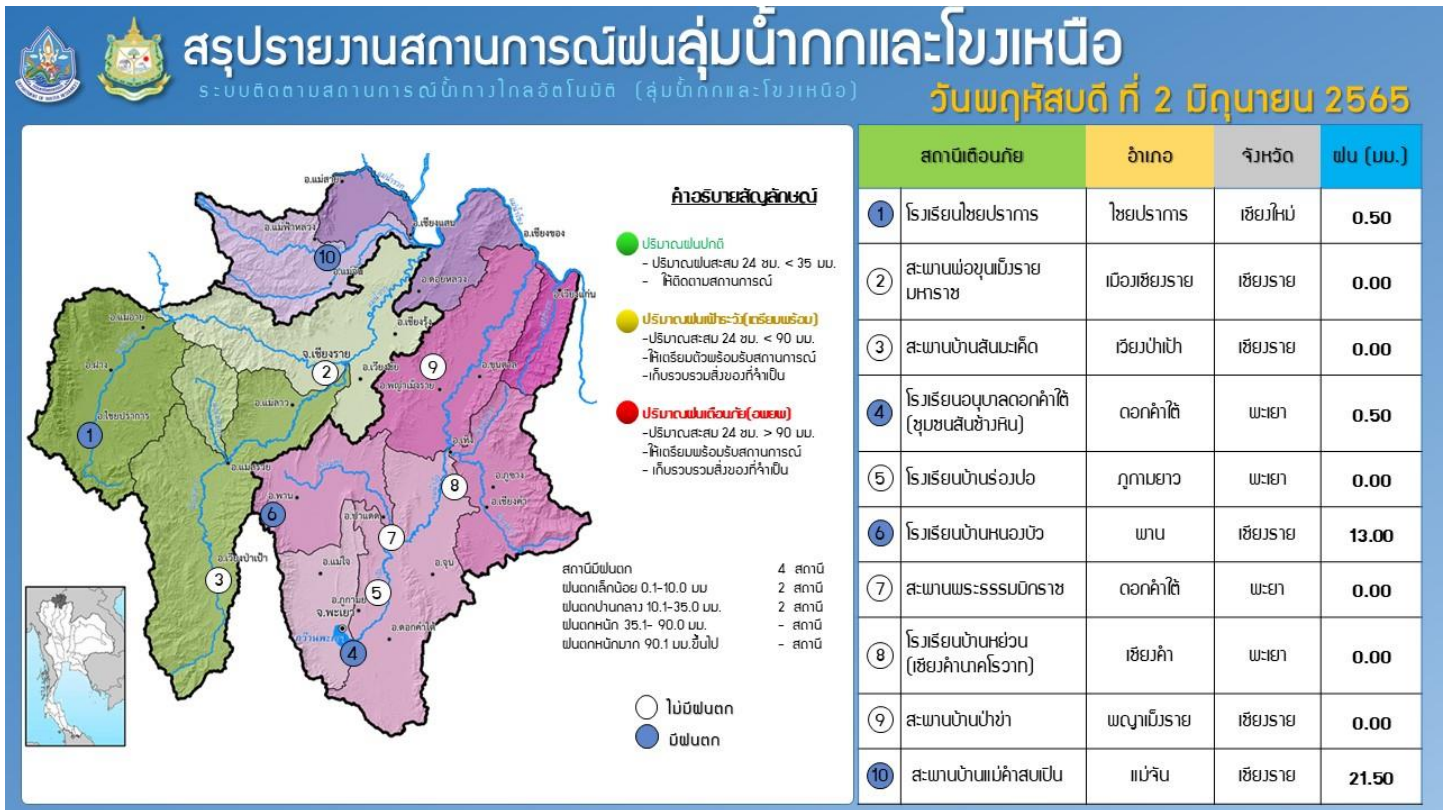 สรุปรายงานสถานการณ์ฝนลุ่มน้ำกกและโขงเหนือ
ระบบติดตามสถานการณ์น้ำทางไกลอัตโนมัติ (ลุ่มน้ำกกและโขงเหนือ)
วันพฤหัสบดี ที่ 2 มิถุนายน 2565
คำอธิบายสัญลักษณ์
ปริมาณฝนปกติ
- ปริมาณฝนสะสม 24 ชม. < 35 มม.
- ให้ติดตามสถานการณ์
ปริมาณฝนเฝ้าระวัง(เตรียมพร้อม)
-ปริมาณสะสม 24 ชม. < 90 มม.
-ให้เตรียมตัวพร้อมรับสถานการณ์
-เก็บรวบรวมสิ่งของที่จำเป็น
ปริมาณฝนเตือนภัย(อพยพ)
-ปริมาณสะสม 24 ชม. > 90 มม.
-ให้เตรียมพร้อมรับสถานการณ์
- เก็บรวบรวมสิ่งของที่จำเป็น
อ.แม่สาย
อ.แม่ฟ้าหลวง
อ.เชียงแสน
อ.เชียงของ
10
อ.แม่จัน
อ.ดอยหลวง
อ.เวียงแก่น
อ.แม่อาย
อ.เชียงรุ้ง
จ.เชียงราย
2
อ.เวียงชัย
9
อ.ขุนตาล
อ.พญาเม็งราย
อ.ฝาง
อ.แม่ลาว
อ.ไชยปราการ
1
อ.เทิง
อ.แม่สรวย
8
อ.ภูซาง
อ.เชียงคำ
อ.พาน
6
อ.ป่าแดด
7
อ.เวียงป่าเป้า
3
อ.แม่ใจ
อ.จุน
5
อ.ภูกามยาว
จ.พะเยา
กว๊านพะเยา
อ.ดอกคำใต้
4
สถานีมีฝนตก 4 สถานี
ฝนตกเล็กน้อย 0.1-10.0 มม 2 สถานี
ฝนตกปานกลาง 10.1-35.0 มม. 2 สถานี
ฝนตกหนัก 35.1- 90.0 มม. - สถานี
ฝนตกหนักมาก 90.1 มม.ขึ้นไป - สถานี
ไม่มีฝนตก
มีฝนตก
สถานีเตือนภัย อำเภอ จังหวัด ฝน (มม.)
1 โรงเรียนไชยปราการ ไชยปราการ เชียงใหม่ 0.50
2 สะพานพ่อขุนเม็งราย
มหาราช เมืองเชียงราย เชียงราย 0.00
3 สะพานบ้านสันมะเค็ด เวียงป่าเป้า เชียงราย 0.00
4 โรงเรียนอนุบาลดอกคำใต้
(ชุมชนสันช้างหิน) ดอกคำใต้ พะเยา 0.50
5 โรงเรียนบ้านร่องปอ ภูกามยาว พะเยา 0.00
6 โรงเรียนบ้านหนองบัว พาน เชียงราย 13.00
7 สะพานพระธรรมมิกราช ดอกคำใต้ พะเยา 0.00
8 โรงเรียนบ้านหย่วน
(เชียงคำนาคโรวาท) เชียงคำ พะเยา 0.00
9 สะพานบ้านป่าข่า พญาเม็งราย เชียงราย 0.00
10 สะพานบ้านแม่คำสบเปิน แม่จัน เชียงราย 21.50